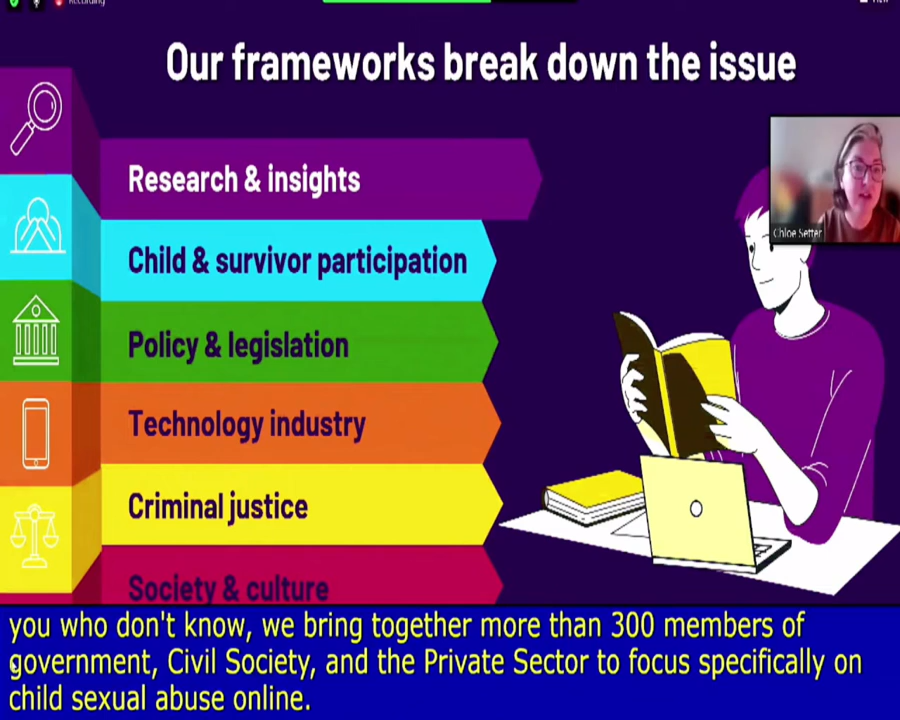 Recording
View
Our frameworks break down the issue
Research & insights
Child & survivor participation
Chloe Setter
Policy & legislation
Technology industry
Criminal justice
Society & culture
you who don't know, we bring together more than 300 members of
government, Civil Society, and the Private Sector to focus specifically on
child sexual abuse online.